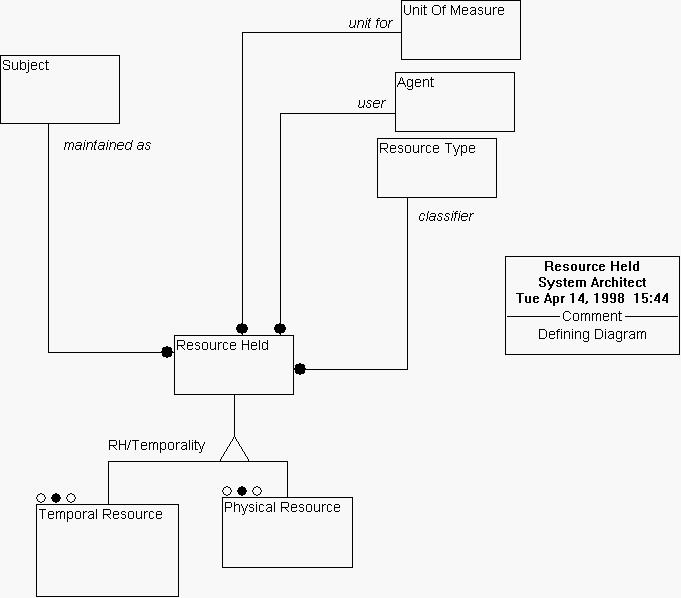 Unit Of Measure
unit for
Subject
Agent
user
maintained as
Resource Type
classifier
Resource Held
System Architect
Tue Apr 14, 1998  15:44
Comment
Defining Diagram
Resource Held
RH/Temporality
Temporal Resource
Physical Resource